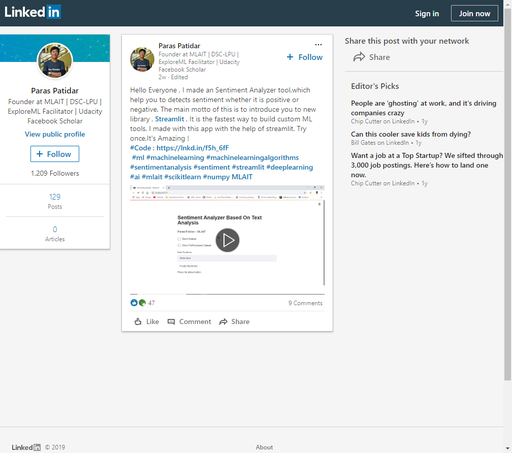 Linked in
Sign in
Join now
Paras Patidar
Founder at MLAIT | DSC-LPU |
ExploreML Facilitator | Udacity
Facebook Scholar
View public profile
+ Follow
1,209 Followers
129
Posts
0
Articles
Paras Patidar
Founder at MLAIT | DSC-LPU |
ExploreML Facilitator | Udacity
Facebook Scholar
2w · Edited
+ Follow
Hello Everyone , I made an Sentiment Analyzer tool,which
help you to detects sentiment whether it is positive or
negative. The main motto of this is to introduce you to new
library . Streamlit . It is the fastest way to build custom ML
tools. I made this app with the help of streamlit. Try
once,It's Amazing !
#Code : https://lnkd.in/f5h_6fF
#ml #machinelearning #machinelearningalgorithms
#sentimentanalysis #sentiment #streamlit #deeplearning
#ai #mlait #scikitlearn #numpy MLAIT
Sentiment Analyzer Based On Text
Analysis
47
9 Comments
Like
Comment
Share
Share this post with your network
Share
Editor's Picks
People are 'ghosting' at work, and it's driving
companies crazy
Chip Cutter on LinkedIn • 1y
Can this cooler save kids from dying?
Bill Gates on LinkedIn • 1y
Want a job at a Top Startup? We sifted through
3,000 job postings. Here's how to land one
now.
Chip Cutter on LinkedIn • 1y
Linked in © 2019
About